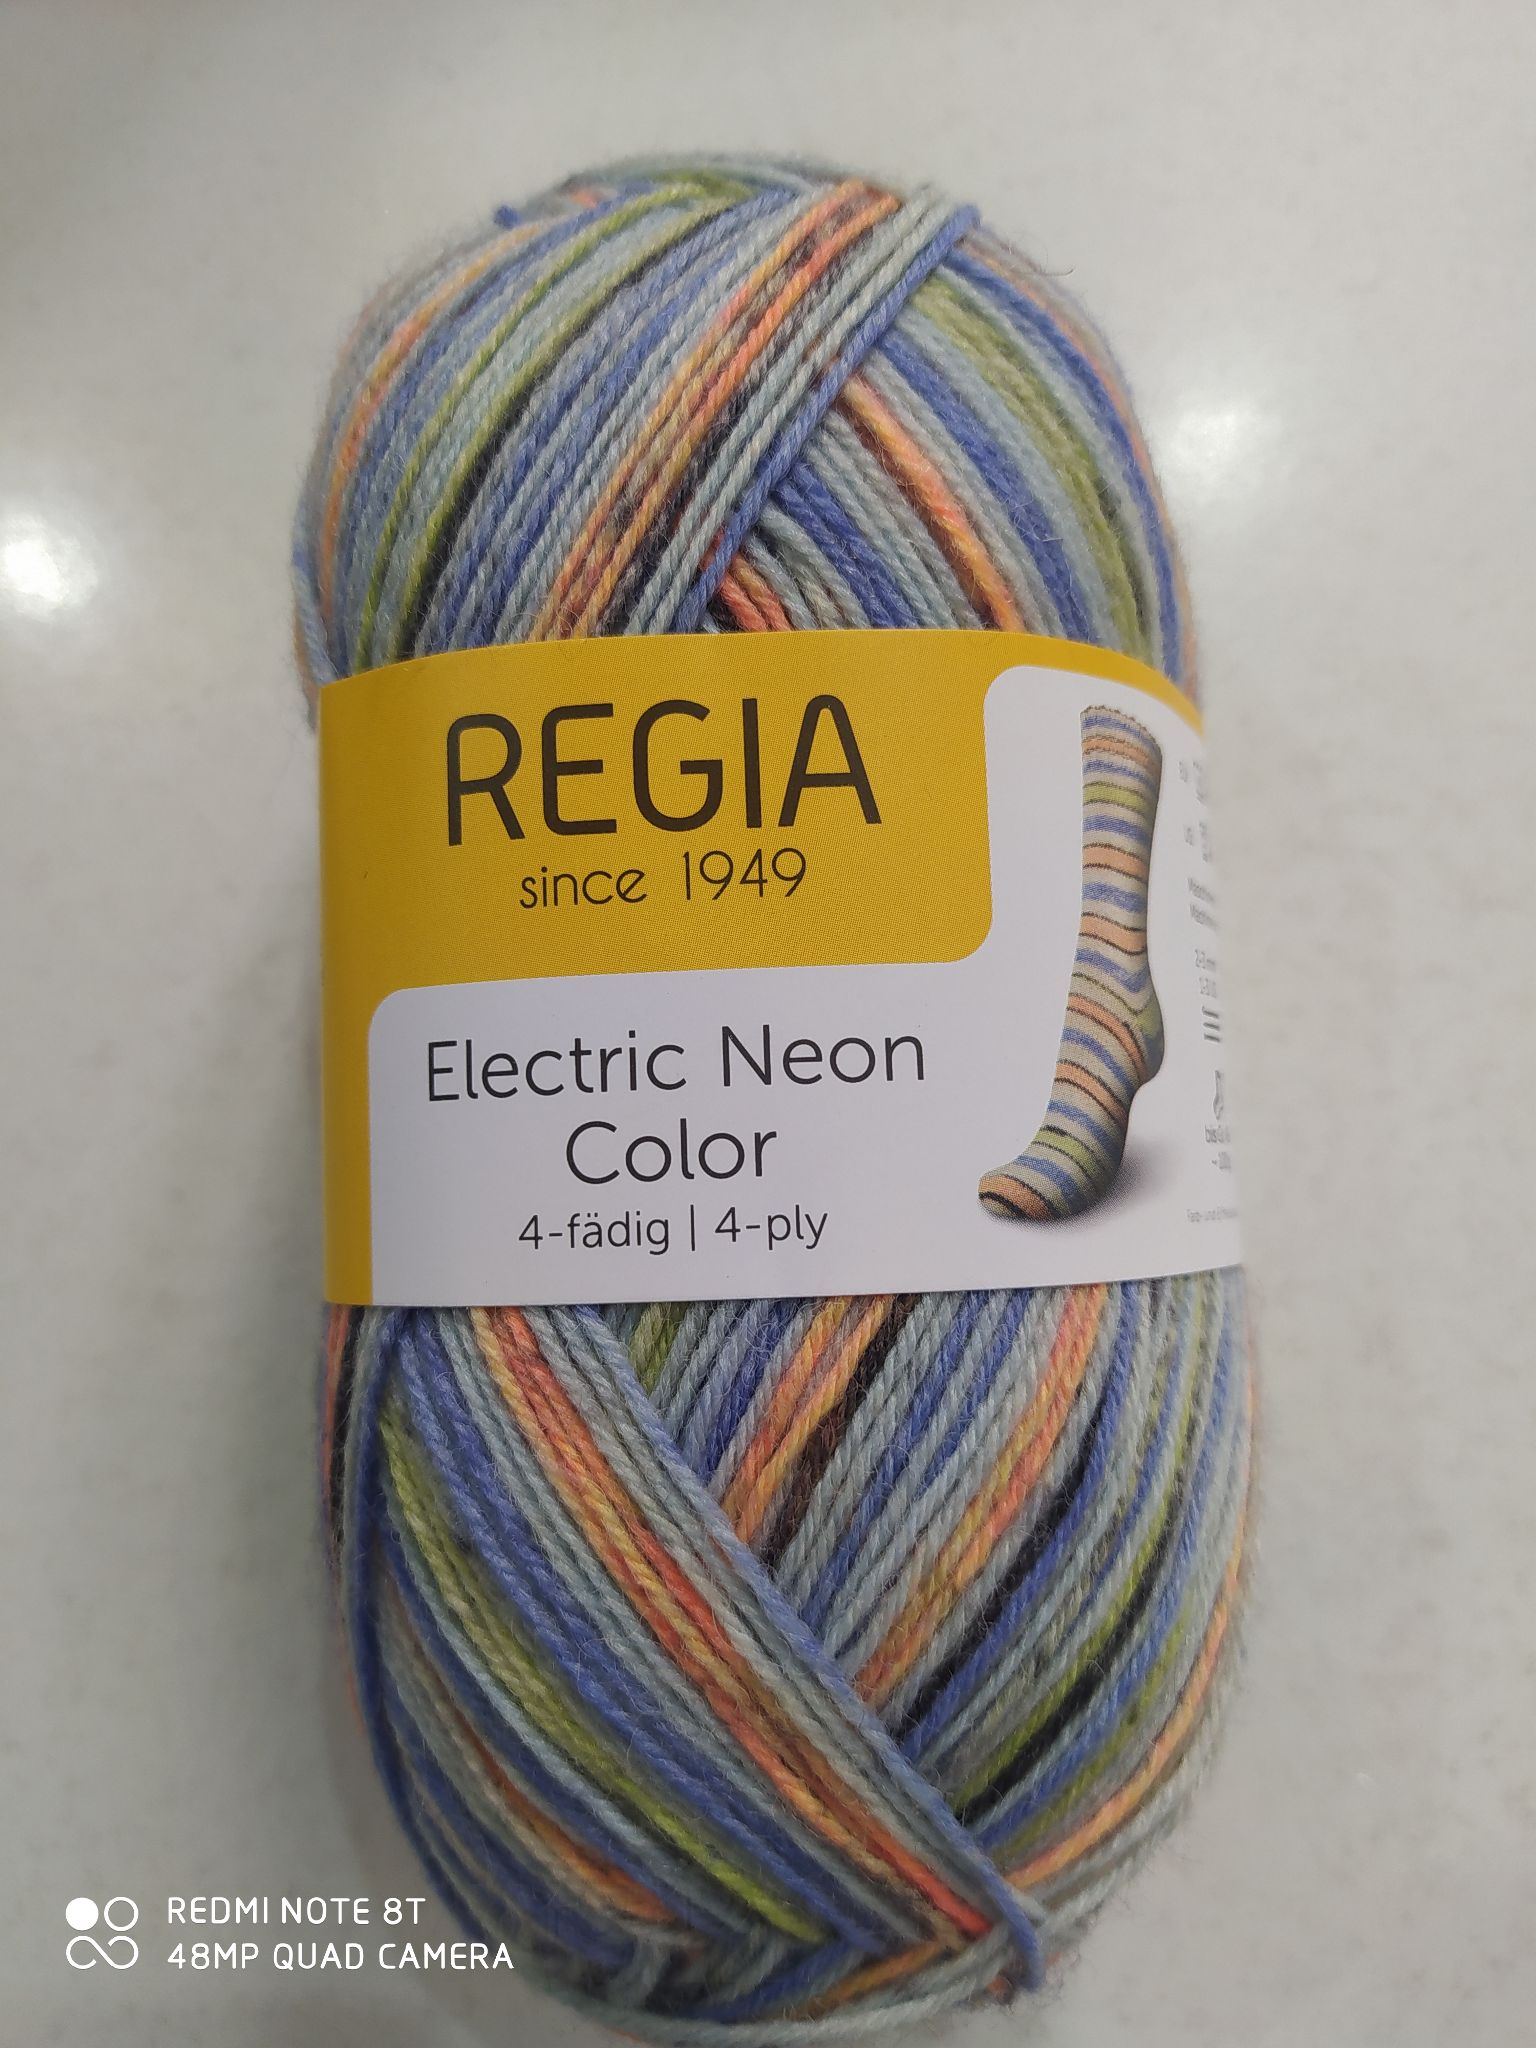 REGIA
since 1949
Electric Neon
Color
4-fädig | 4-ply
REDMI NOTE 8T
48MP QUAD CAMERA